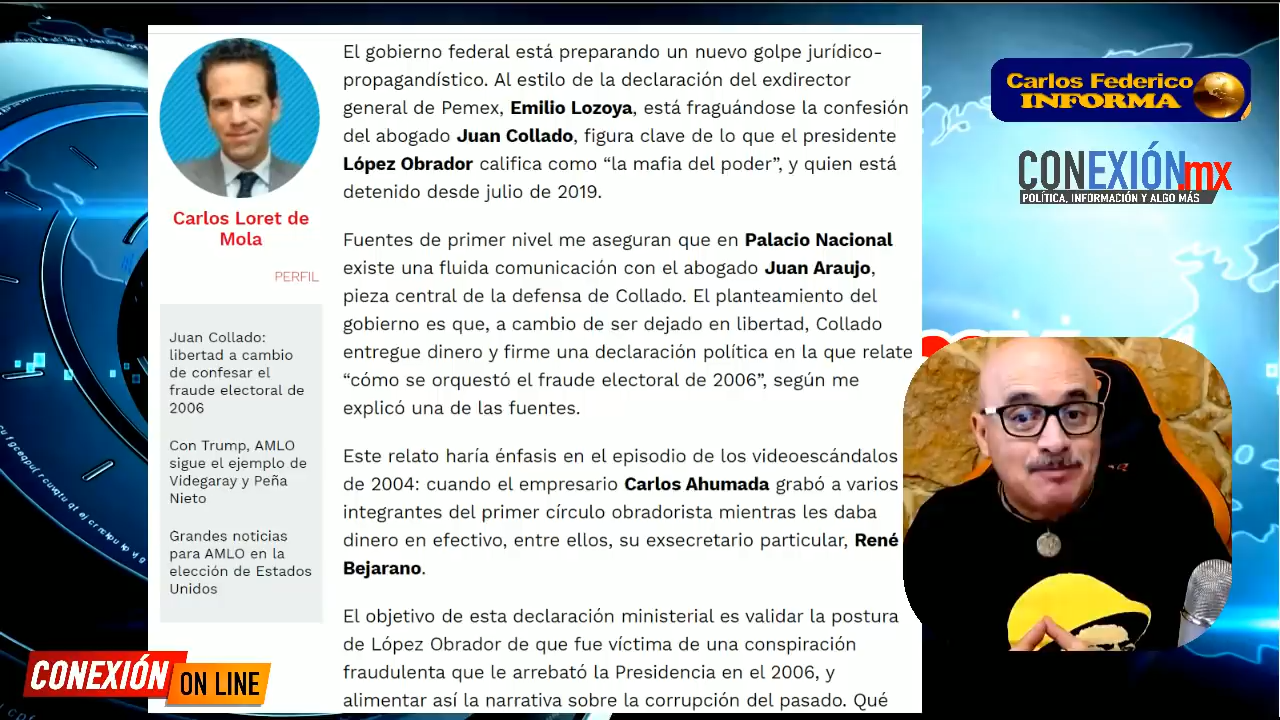 El gobierno federal está preparando un nuevo golpe jurídico-
propagandístico. Al estilo de la declaración del exdirector
general de Pemex, Emilio Lozoya, está fraguándose la confesión
del abogado Juan Collado, figura clave de lo que el presidente
López Obrador califica como “la mafia del poder”, y quien está
detenido desde julio de 2019.
Fuentes de primer nivel me aseguran que en Palacio Nacional
existe una fluida comunicación con el abogado Juan Araujo,
pieza central de la defensa de Collado. El planteamiento del
gobierno es que, a cambio de ser dejado en libertad, Collado
entregue dinero y firme una declaración política en la que relate
“cómo se orquestó el fraude electoral de 2006”, según me
explicó una de las fuentes.
Este relato haría énfasis en el episodio de los videoescándalos
de 2004: cuando el empresario Carlos Ahumada grabó a varios
integrantes del primer círculo obradorista mientras les daba
dinero en efectivo, entre ellos, su exsecretario particular, René
Bejarano.
El objetivo de esta declaración ministerial es validar la postura
de López Obrador de que fue víctima de una conspiración
fraudulenta que le arrebató la Presidencia en el 2006, y
alimentar así la narrativa sobre la corrupción del pasado. Qué
Carlos Loret de
Mola
PERFIL
Juan Collado:
libertad a cambio
de confesar el
fraude electoral de
2006
Con Trump, AMLO
sigue el ejemplo de
Videgaray y Peña
Nieto
Grandes noticias
para AMLO en la
elección de Estados
Unidos
Carlos Federico
INFORMA
CONEXIÓN.mx
POLÍTICA, INFORMACIÓN Y ALGO MÁS
CONEXIÓN
ON LINE